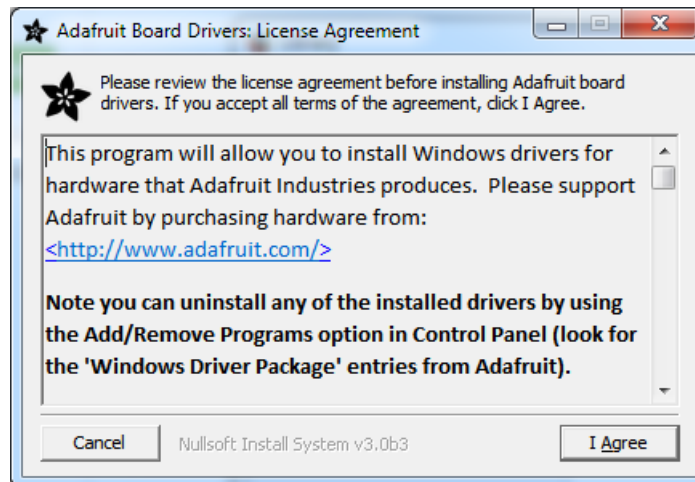 Adafruit Board Drivers: License Agreement
Please review the license agreement before installing Adafruit board
drivers. If you accept all terms of the agreement, click I Agree.
This program will allow you to install Windows drivers for
hardware that Adafruit Industries produces.  Please support
Adafruit by purchasing hardware from:
<http://www.adafruit.com/>
Note you can uninstall any of the installed drivers by using
the Add/Remove Programs option in Control Panel (look for
the 'Windows Driver Package' entries from Adafruit).
Cancel
Nullsoft Install System v3.0b3
I Agree